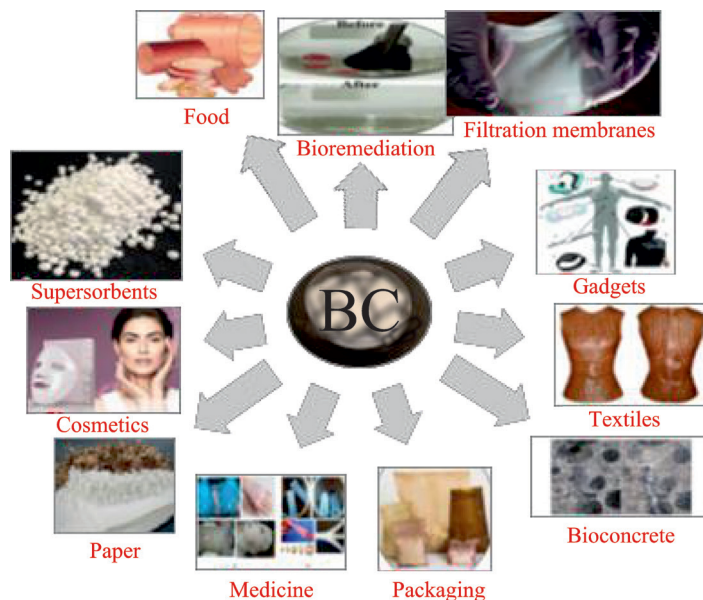 Before
After
Food
Bioremediation
Filtration membranes
Supersorbents
Gadgets
BC
Cosmetics
Textiles
Paper
Medicine
Packaging
Bioconcrete